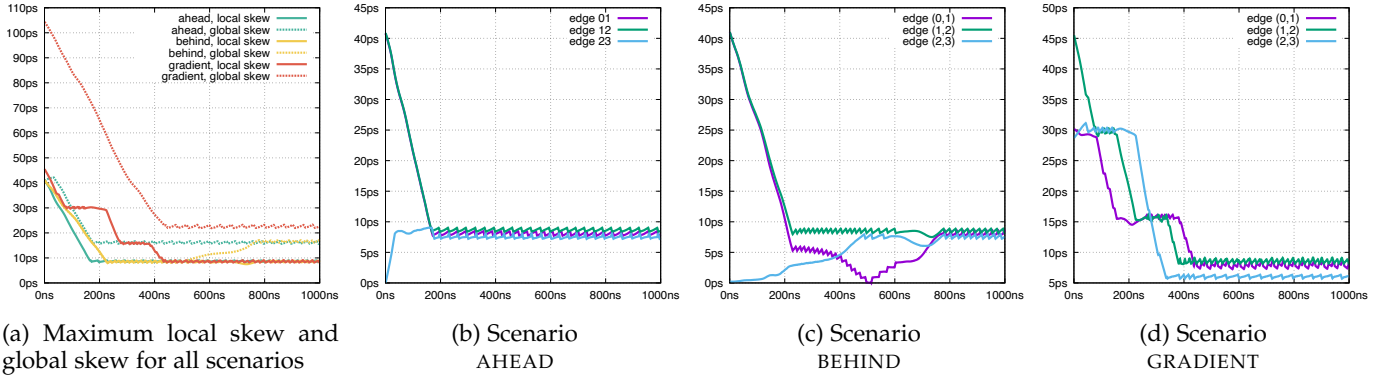 110ps
100ps
90ps
80ps
70ps
60ps
50ps
40ps
30ps
20ps
10ps
0ps
0ns 200ns 400ns 600ns 800ns 1000ns
ahead, local skew
ahead, global skew
behind, local skew
behind, global skew
gradient, local skew
gradient, global skew
(a) Maximum local skew and
global skew for all scenarios
45ps
40ps
35ps
30ps
25ps
20ps
15ps
10ps
5ps
0ps
0ns 200ns 400ns 600ns 800ns 1000ns
edge 01
edge 12
edge 23
(b) Scenario
AHEAD
45ps
40ps
35ps
30ps
25ps
20ps
15ps
10ps
5ps
0ps
0ns 200ns 400ns 600ns 800ns 1000ns
edge (0,1)
edge (1,2)
edge (2,3)
(c) Scenario
BEHIND
50ps
45ps
40ps
35ps
30ps
25ps
20ps
15ps
10ps
5ps
0ns 200ns 400ns 600ns 800ns 1000ns
edge (0,1)
edge (1,2)
edge (2,3)
(d) Scenario
GRADIENT